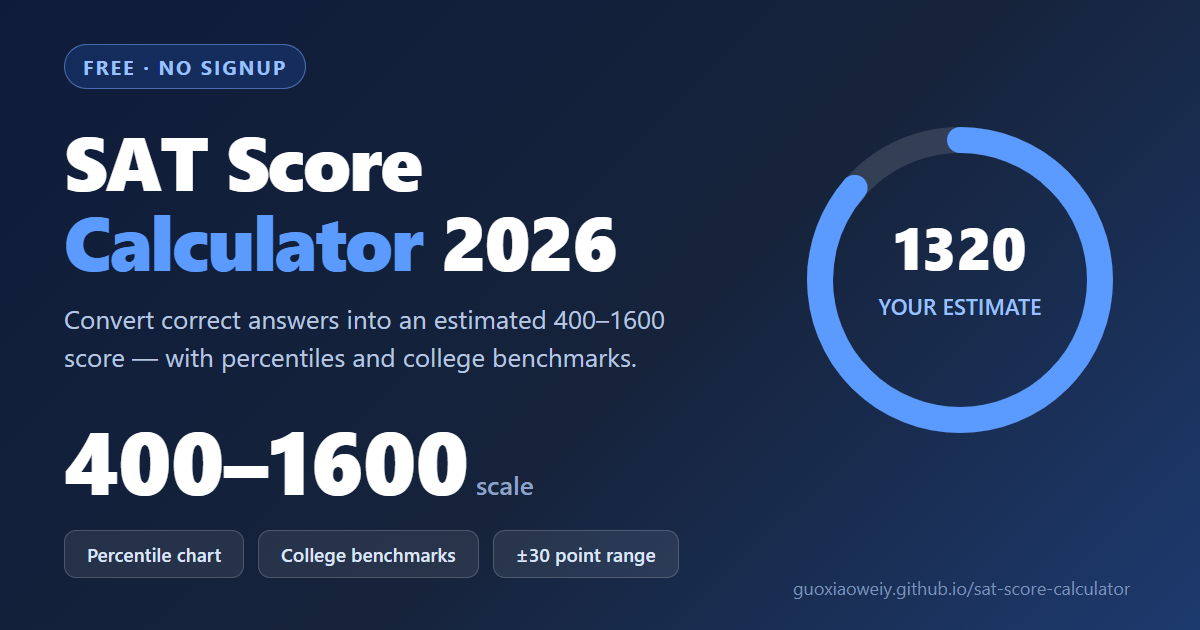 FREE · NO SIGNUP
SAT Score
Calculator 2026
Convert correct answers into an estimated 400–1600
score — with percentiles and college benchmarks.
400–1600 scale
Percentile chart
College benchmarks
±30 point range
1320
YOUR ESTIMATE
guoxiaoweiy.github.io/sat-score-calculator